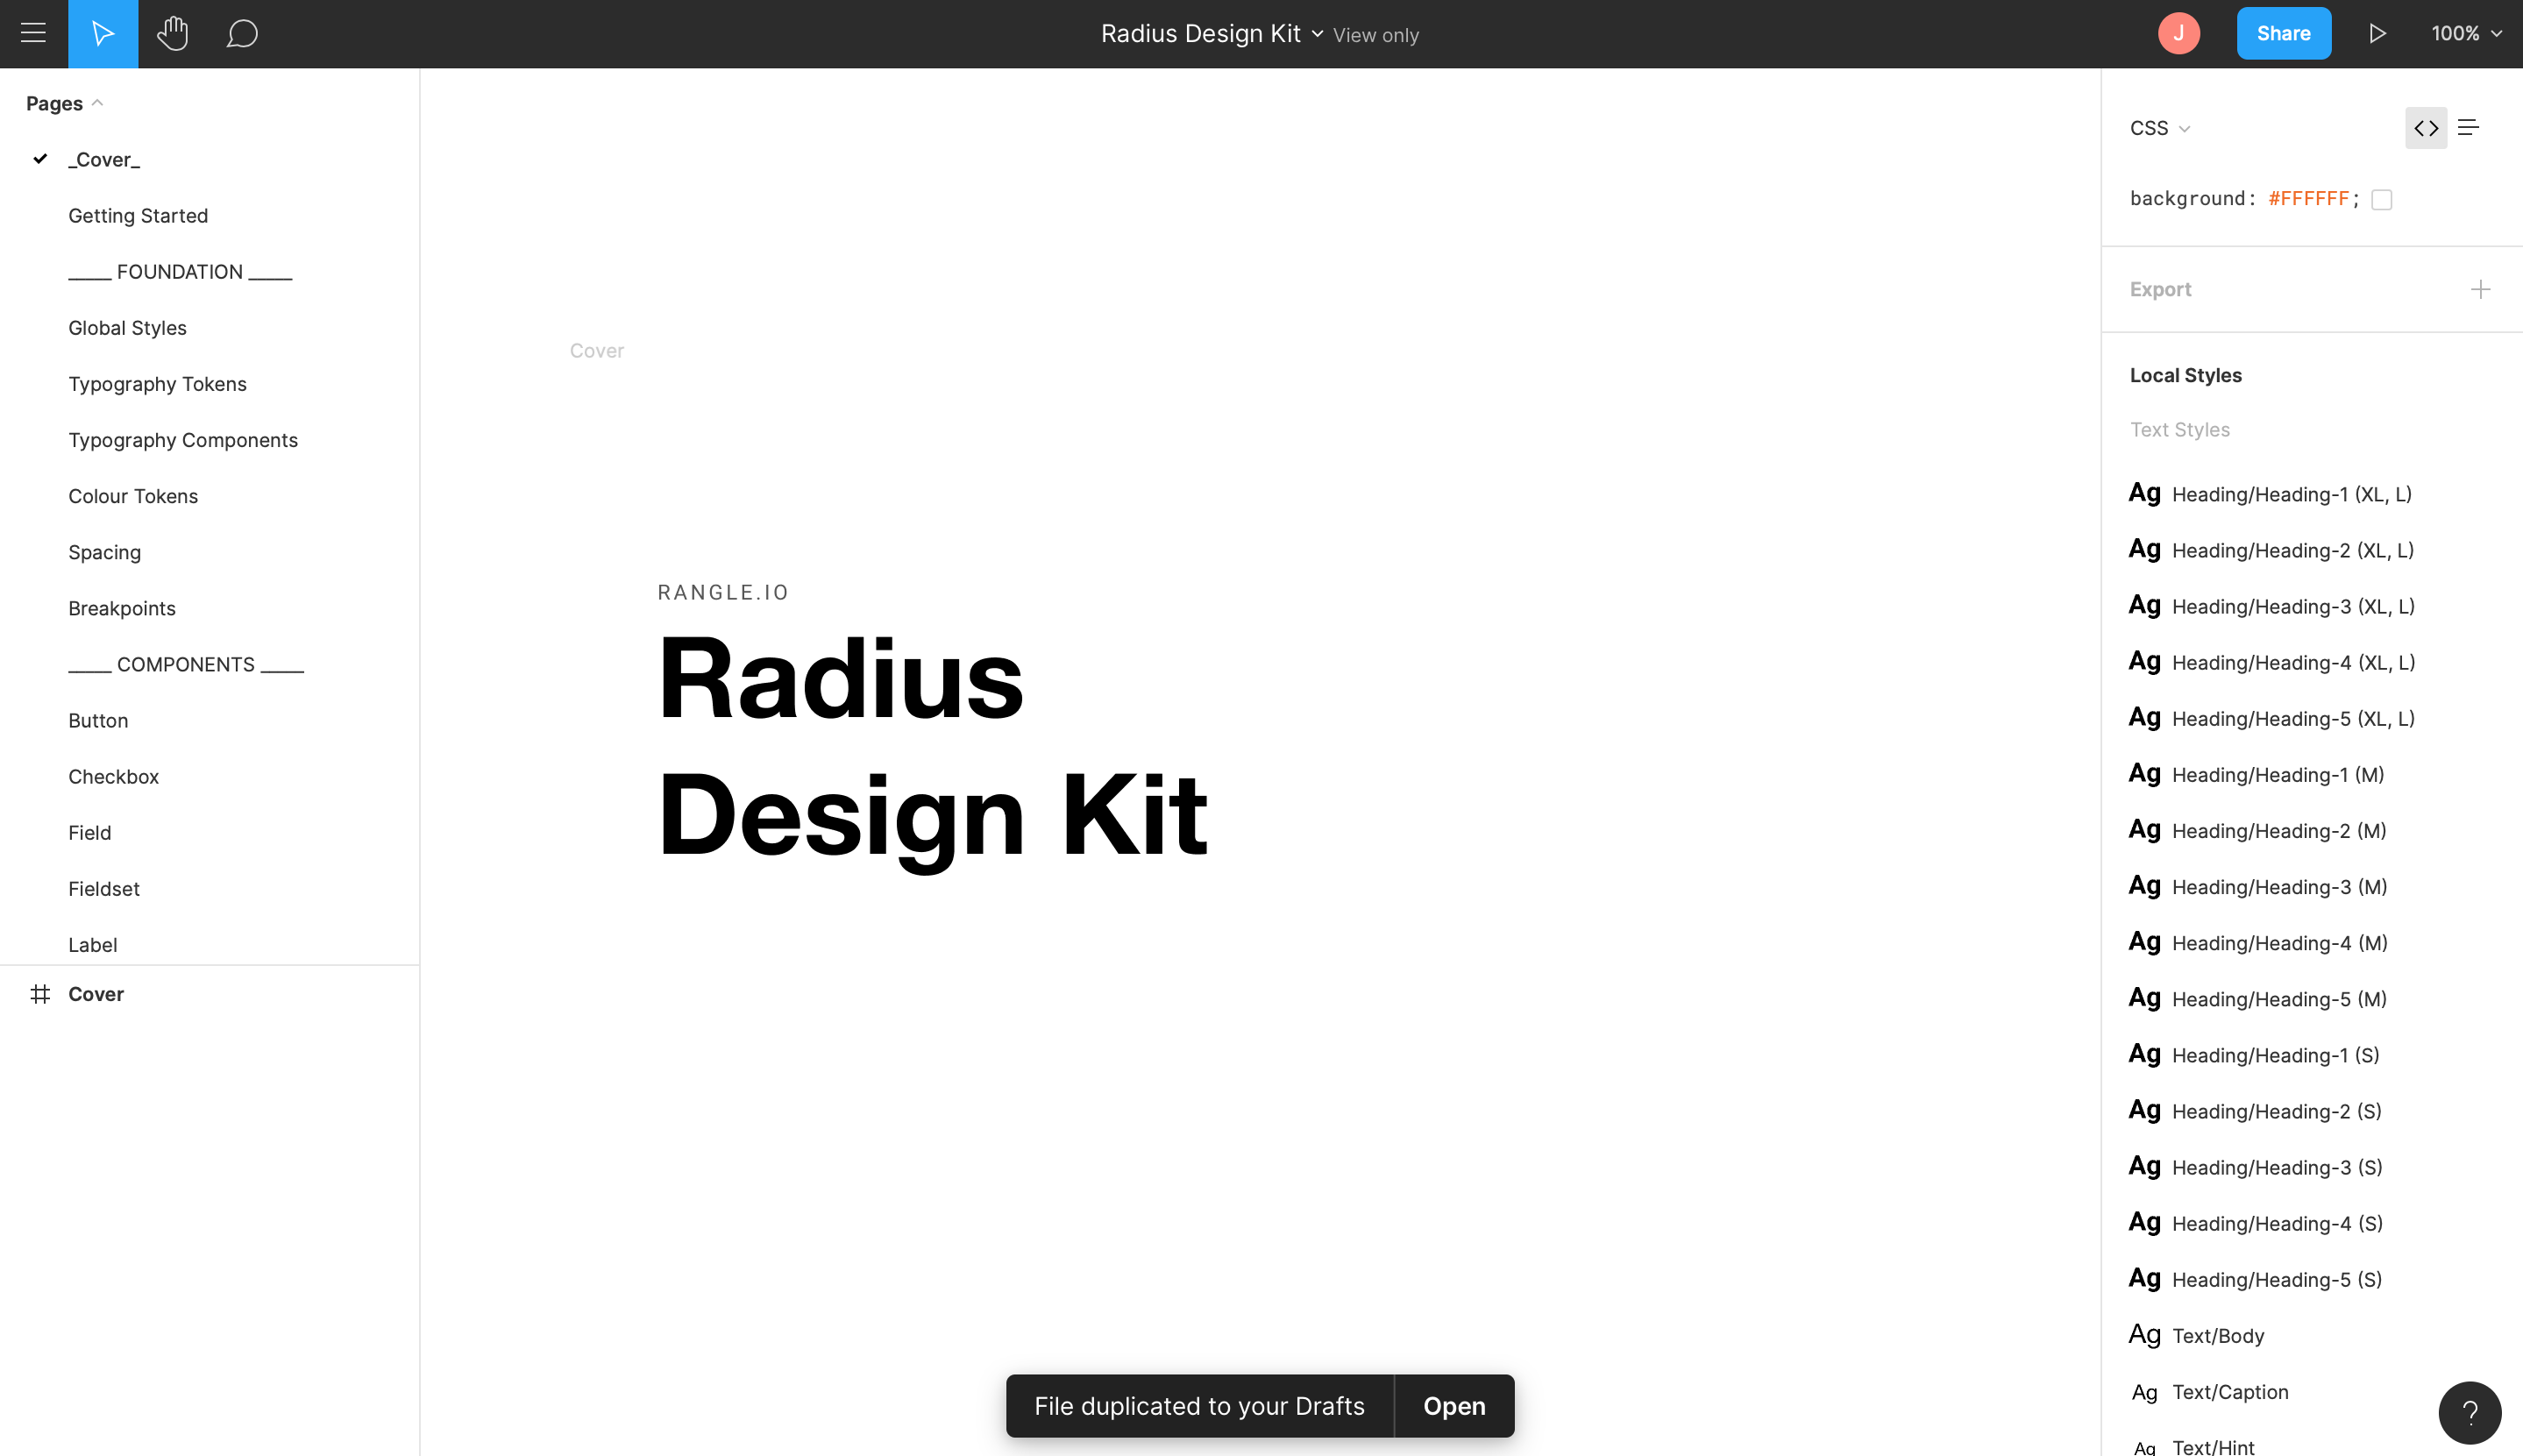 Radius Design Kit View only
J
Share
100%
Pages
_Cover_
Getting Started
_____ FOUNDATION _____
Global Styles
Typography Tokens
Typography Components
Colour Tokens
Spacing
Breakpoints
_____ COMPONENTS _____
Button
Checkbox
Field
Fieldset
Label
Cover
Cover
RANGLE.IO
Radius
Design Kit
File duplicated to your Drafts
Open
CSS
background: #FFFFFF;
Export
Local Styles
Text Styles
Ag Heading/Heading-1 (XL, L)
Ag Heading/Heading-2 (XL, L)
Ag Heading/Heading-3 (XL, L)
Ag Heading/Heading-4 (XL, L)
Ag Heading/Heading-5 (XL, L)
Ag Heading/Heading-1 (M)
Ag Heading/Heading-2 (M)
Ag Heading/Heading-3 (M)
Ag Heading/Heading-4 (M)
Ag Heading/Heading-5 (M)
Ag Heading/Heading-1 (S)
Ag Heading/Heading-2 (S)
Ag Heading/Heading-3 (S)
Ag Heading/Heading-4 (S)
Ag Heading/Heading-5 (S)
Ag Text/Body
Ag Text/Caption
Ag Text/Hint
?